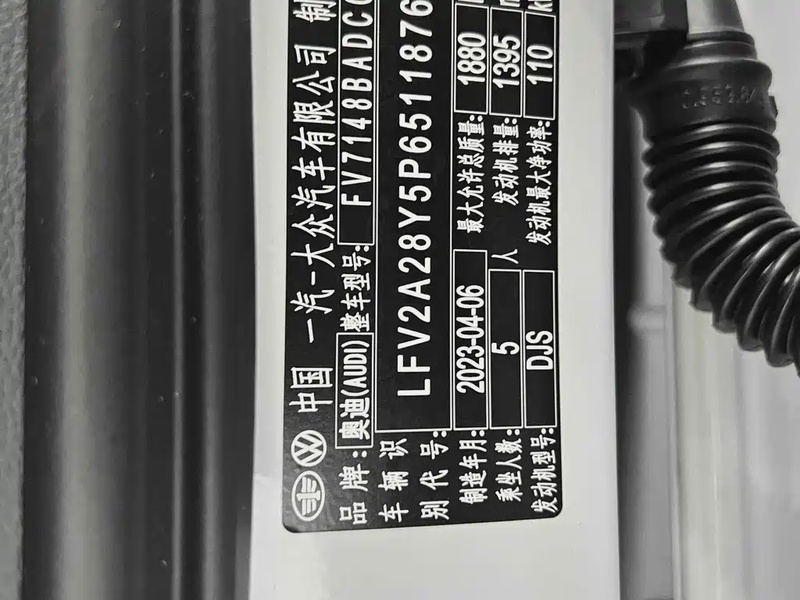 中国 一汽-大众汽车有限公司 制
品牌: 奥迪(AUDI) 整车型号: FV7148BADC
车辆识别代号: LFV2A28Y5P6511876
制造年月: 2023-04-06 最大允许总质量: 1880
乘坐人数: 5 人 发动机排量: 1395
发动机型号: DJS 发动机最大净功率: 110